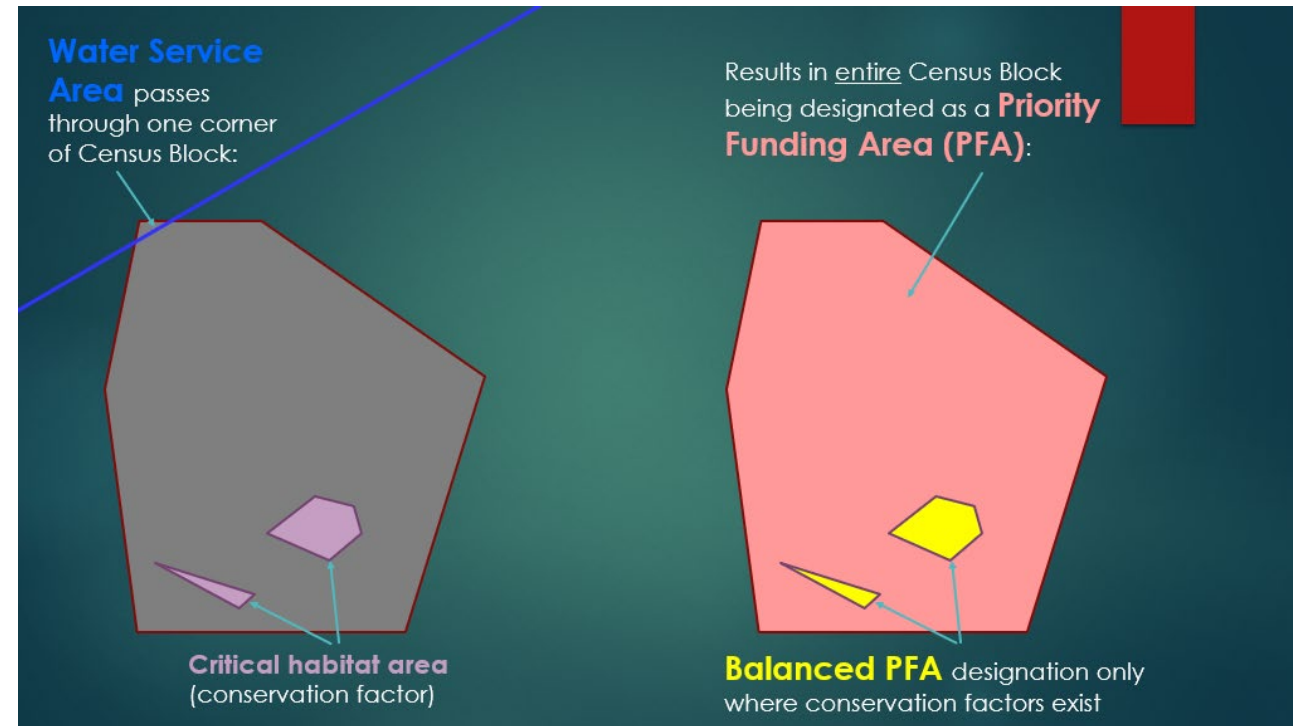 Water Service
Area passes
through one corner
of Census Block:
Results in entire Census Block
being designated as a Priority
Funding Area (PFA):
Critical habitat area
(conservation factor)
Balanced PFA designation only
where conservation factors exist